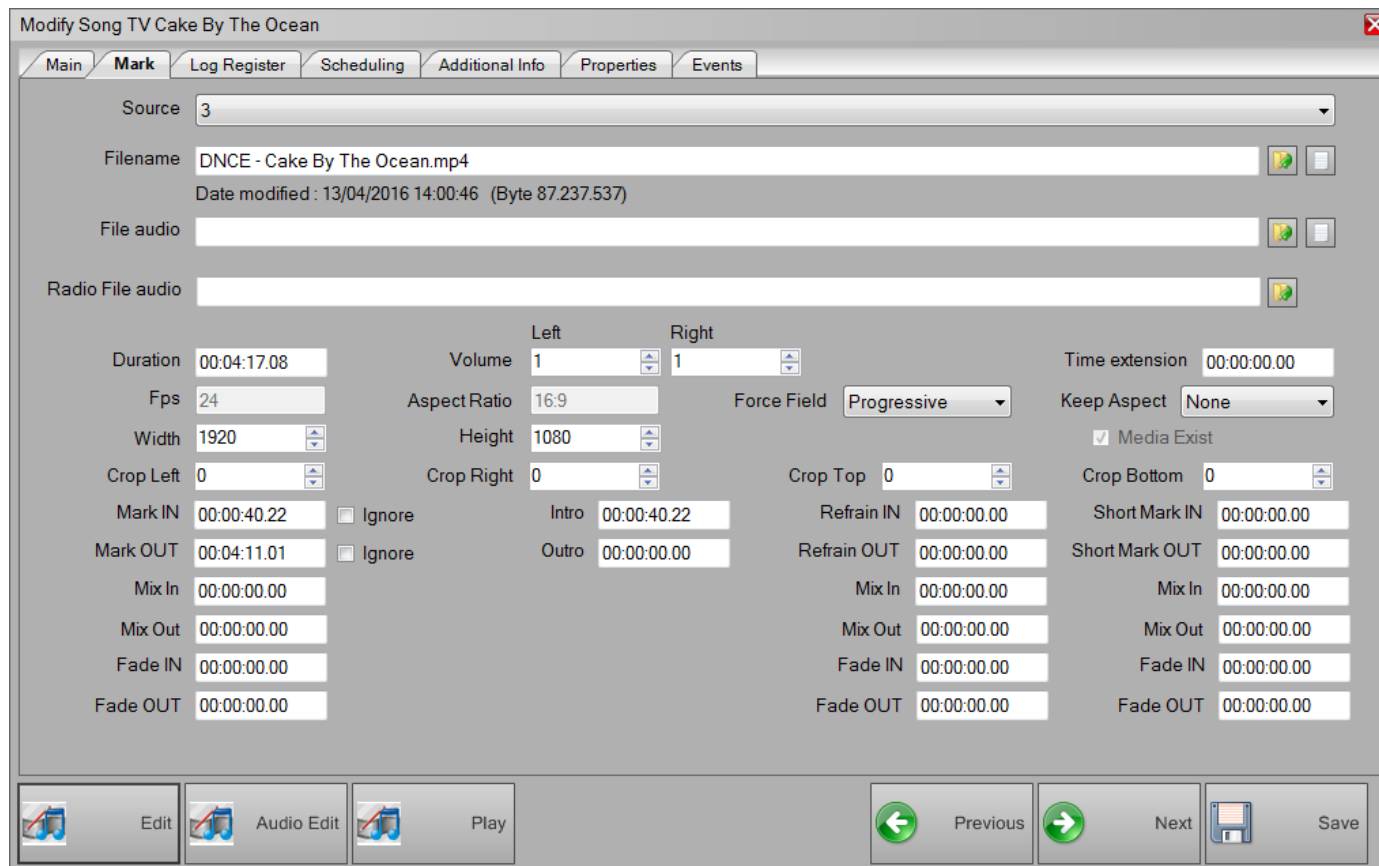 Modify Song TV Cake By The Ocean
Main Mark Log Register Scheduling Additional Info Properties Events
Source 3
Filename DNCE - Cake By The Ocean.mp4
Date modified : 13/04/2016 14:00:46 (Byte 87.237.537)
File audio
Radio File audio
Left Right
Duration 00:04:17.08 Volume 1 1 Time extension 00:00:00.00
Fps 24 Aspect Ratio 16:9 Force Field Progressive Keep Aspect None
Width 1920 Height 1080 Media Exist
Crop Left 0 Crop Right 0 Crop Top 0 Crop Bottom 0
Mark IN 00:00:40.22 Ignore Intro 00:00:40.22 Refrain IN 00:00:00.00 Short Mark IN 00:00:00.00
Mark OUT 00:04:11.01 Ignore Outro 00:00:00.00 Refrain OUT 00:00:00.00 Short Mark OUT 00:00:00.00
Mix In 00:00:00.00 Mix In 00:00:00.00 Mix In 00:00:00.00
Mix Out 00:00:00.00 Mix Out 00:00:00.00 Mix Out 00:00:00.00
Fade IN 00:00:00.00 Fade IN 00:00:00.00 Fade IN 00:00:00.00
Fade OUT 00:00:00.00 Fade OUT 00:00:00.00 Fade OUT 00:00:00.00
Edit Audio Edit Play Previous Next Save